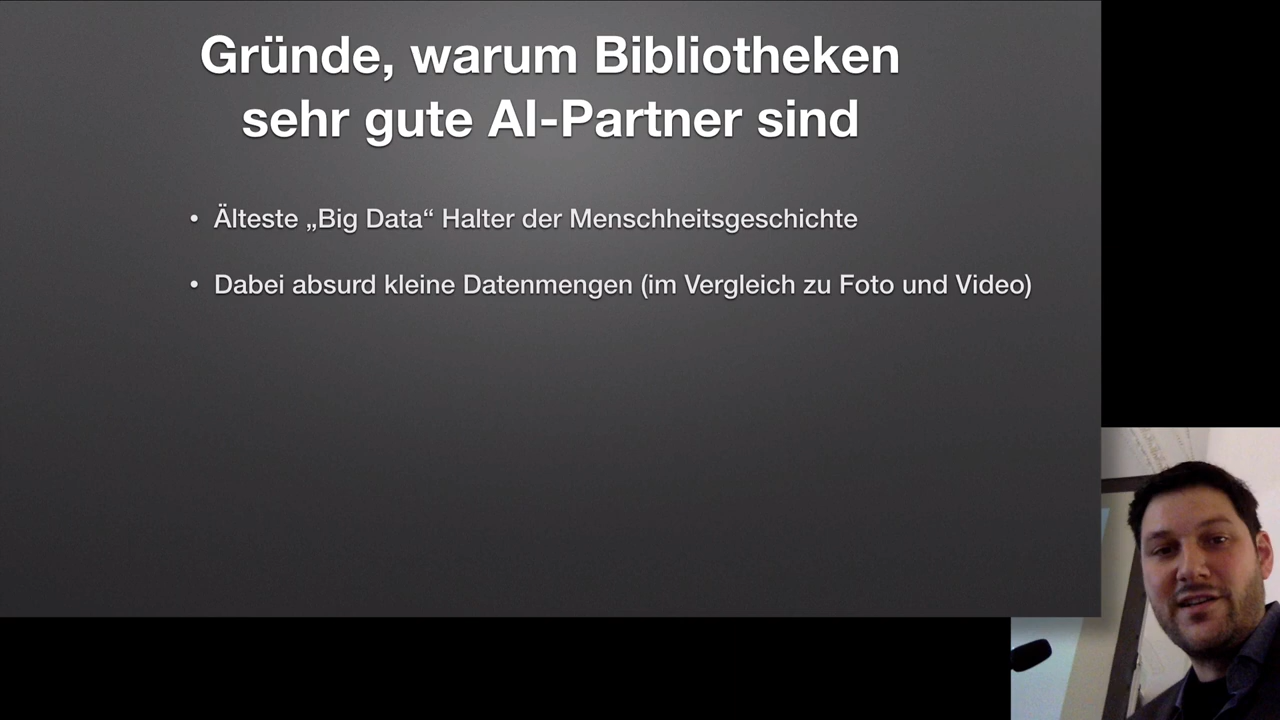 Gründe, warum Bibliotheken
sehr gute AI-Partner sind
• Älteste „Big Data“ Halter der Menschheitsgeschichte
• Dabei absurd kleine Datenmengen (im Vergleich zu Foto und Video)